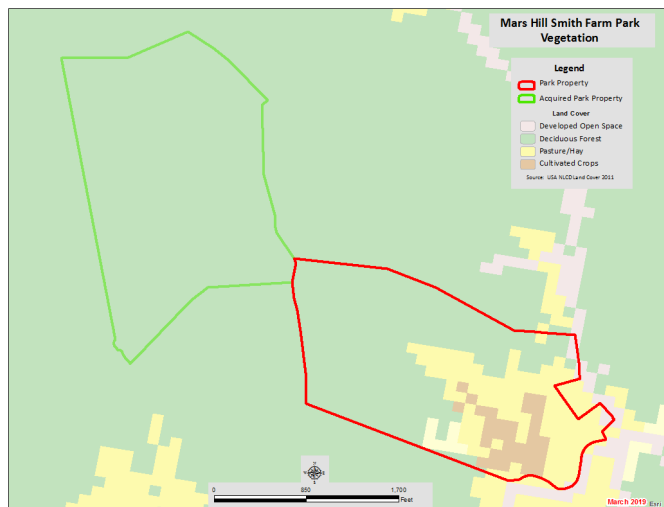 Mars Hill Smith Farm Park
Vegetation
Legend
Park Property
Acquired Park Property
Land Cover
Developed Open Space
Deciduous Forest
Pasture/Hay
Cultivated Crops
Source: USA NLCD Land Cover 2011
0 850 1,700
Feet
March 2019 Esri